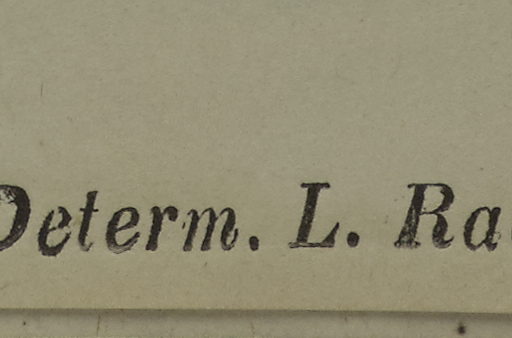 Determ. L. Ra